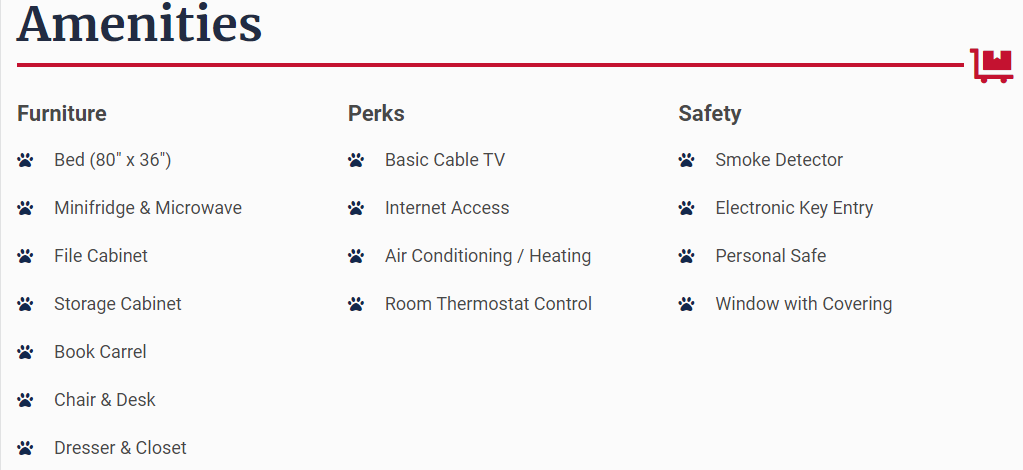 Amenities
Furniture
Bed (80" x 36")
Minifridge & Microwave
File Cabinet
Storage Cabinet
Book Carrel
Chair & Desk
Dresser & Closet
Perks
Basic Cable TV
Internet Access
Air Conditioning / Heating
Room Thermostat Control
Safety
Smoke Detector
Electronic Key Entry
Personal Safe
Window with Covering